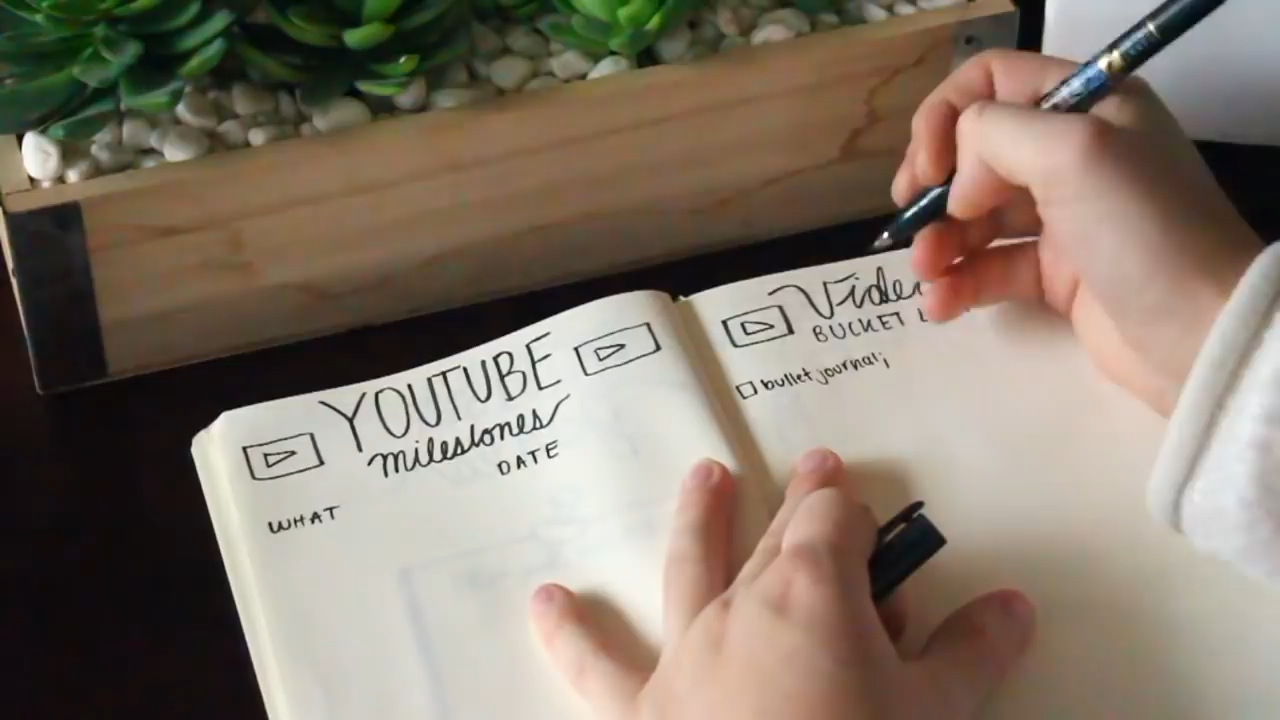 YOUTUBE
milestones
DATE
WHAT
BUCKET
bullet journal;